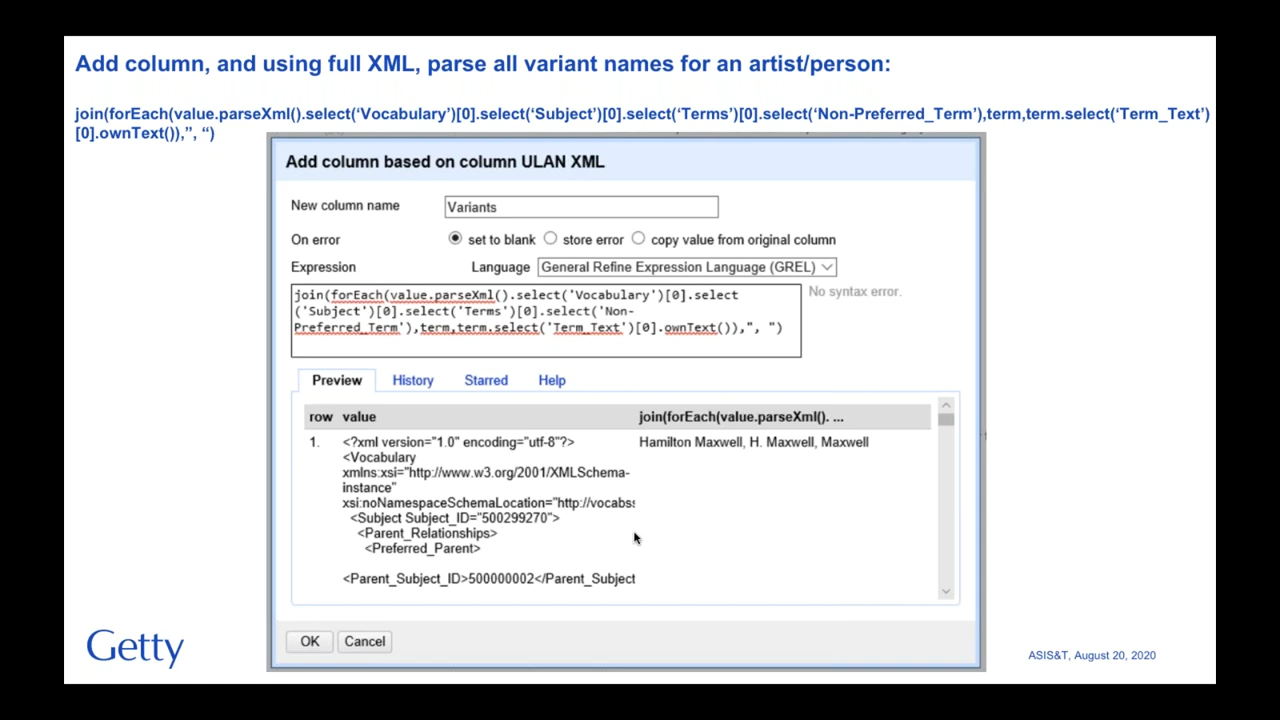 Add column, and using full XML, parse all variant names for an artist/person:
join(forEach(value.parseXml().select(‘Vocabulary’)[0].select(‘Subject’)[0].select(‘Terms’)[0].select(‘Non-Preferred_Term’),term,term.select(‘Term_Text’)
[0].ownText()),”, “)
Add column based on column ULAN XML
New column name Variants
On error set to blank store error copy value from original column
Expression Language General Refine Expression Language (GREL)
join(forEach(value.parseXml().select('Vocabulary')[0].select
('Subject')[0].select('Terms')[0].select('Non-
Preferred_Term'),term,term.select('Term_Text')[0].ownText()),", ")
No syntax error.
Preview History Starred Help
row value join(forEach(value.parseXml(). ...
1. <?xml version="1.0" encoding="utf-8"?> Hamilton Maxwell, H. Maxwell, Maxwell
<Vocabulary
xmlns:xsi="http://www.w3.org/2001/XMLSchema-
instance"
xsi:noNamespaceSchemaLocation="http://vocabs
<Subject Subject_ID="500299270">
<Parent_Relationships>
<Preferred_Parent>
<Parent_Subject_ID>500000002</Parent_Subject
OK Cancel
Getty
ASIS&T, August 20, 2020